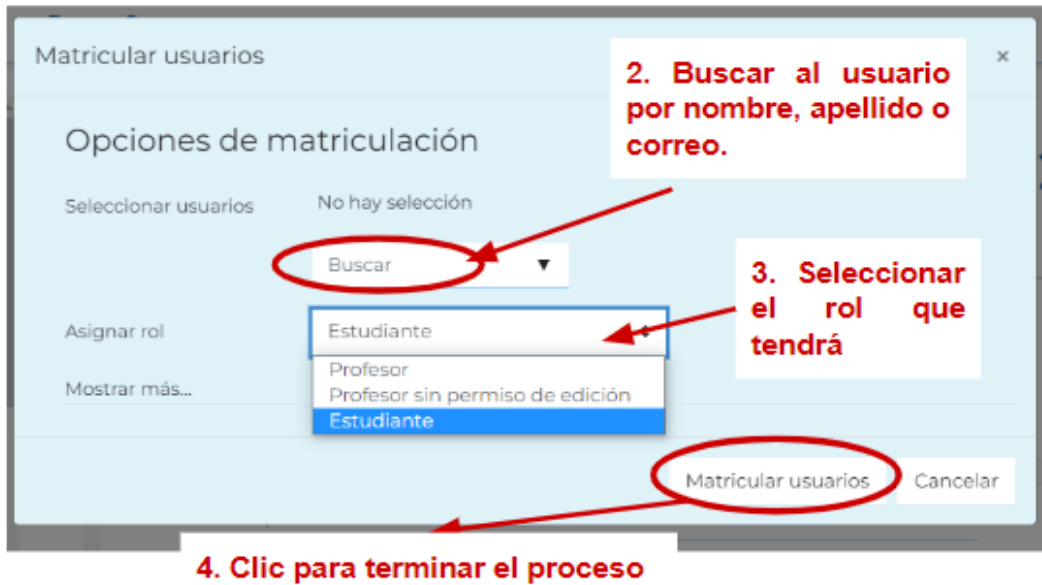 Matricular usuarios
×
2. Buscar al usuario
por nombre, apellido o
correo.
Opciones de matriculación
Seleccionar usuarios
No hay selección
Buscar
3. Seleccionar
el rol que
tendrá
Asignar rol
Estudiante
Profesor
Profesor sin permiso de edición
Estudiante
Mostrar más...
Matricular usuarios
Cancelar
4. Clic para terminar el proceso